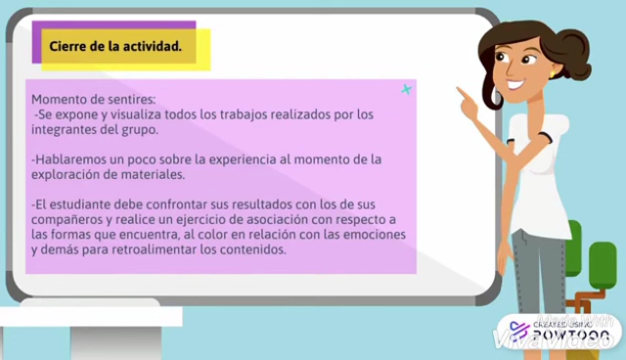 Cierre de la actividad.
Momento de sentires:
-Se expone y visualiza todos los trabajos realizados por los
integrantes del grupo.
-Hablaremos un poco sobre la experiencia al momento de la
exploración de materiales.
-El estudiante debe confrontar sus resultados con los de sus
compañeros y realice un ejercicio de asociación con respecto a
las formas que encuentra, al color en relación con las emociones
y demás para retroalimentar los contenidos.
CREATED USING
POWTOON
Made With
VivaVideo